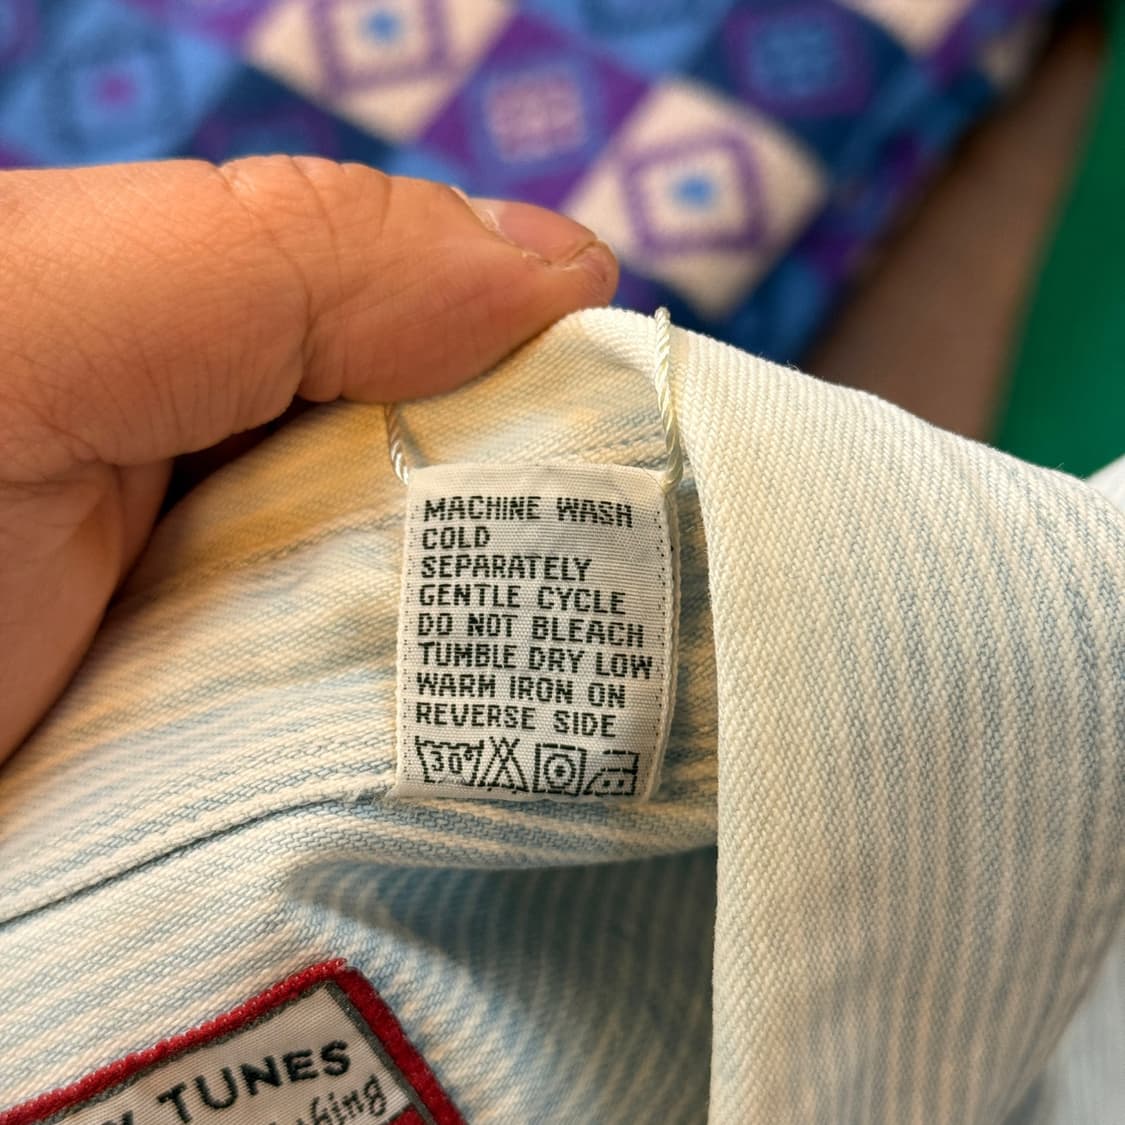 MACHINE WASH
COLD
SEPARATELY
GENTLE CYCLE
DO NOT BLEACH
TUMBLE DRY LOW
WARM IRON ON
REVERSE SIDE
30°
TUNES